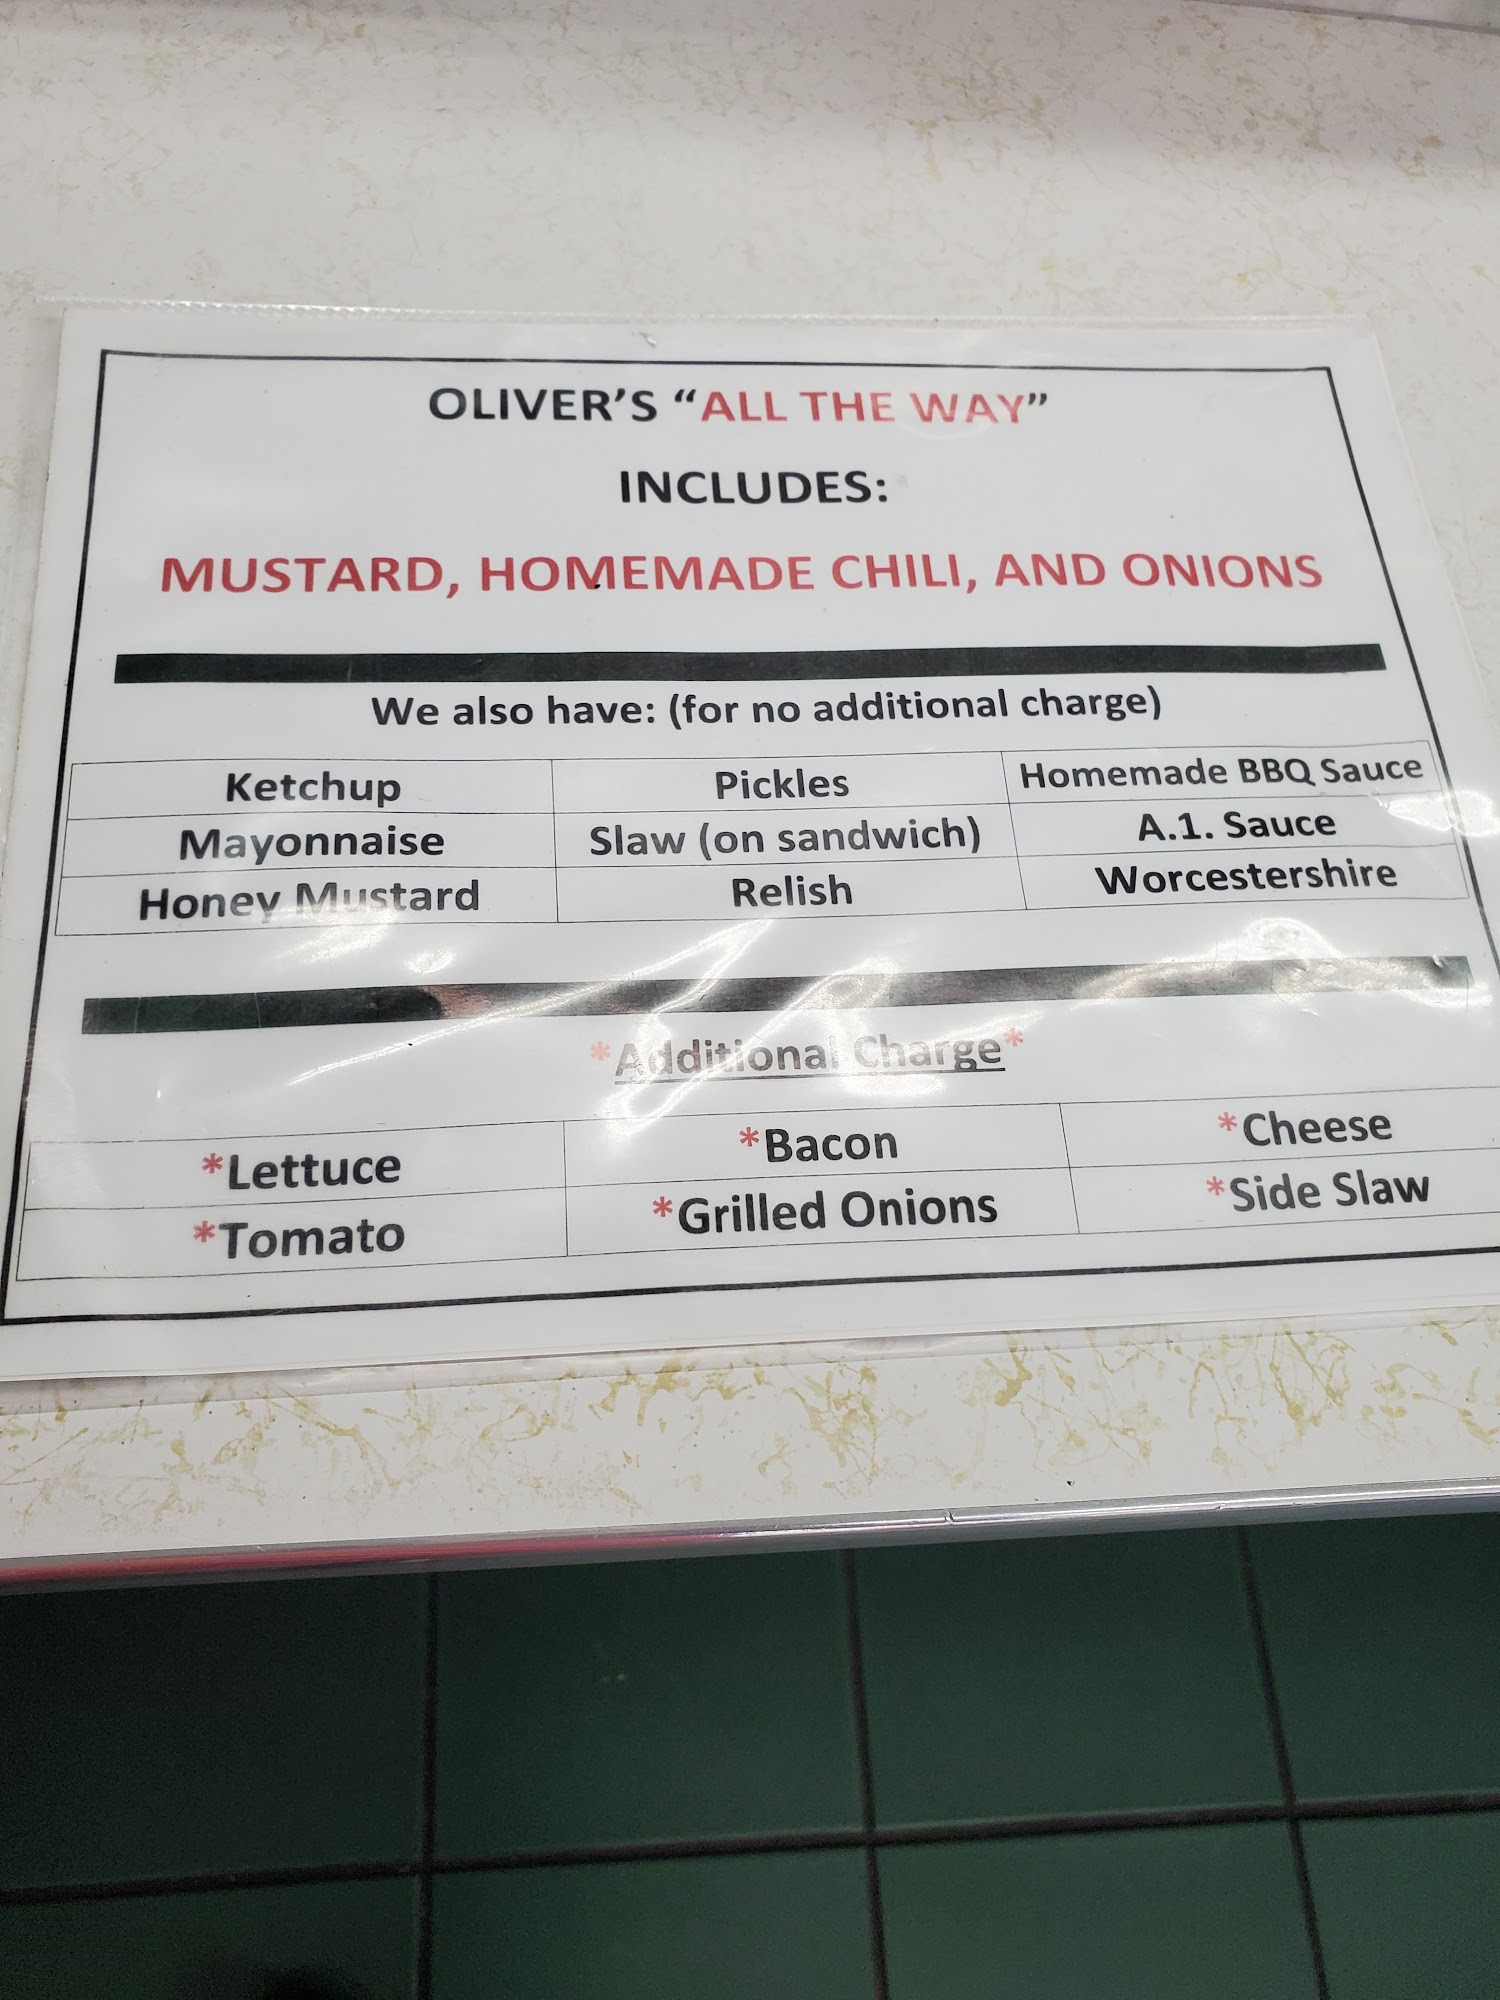 OLIVER'S “ALL THE WAY”
INCLUDES:
MUSTARD, HOMEMADE CHILI, AND ONIONS
We also have: (for no additional charge)
Ketchup Pickles Homemade BBQ Sauce
Mayonnaise Slaw (on sandwich) A.1. Sauce
Honey Mustard Relish Worcestershire
*Additional Charge*
*Lettuce *Bacon *Cheese
*Tomato *Grilled Onions *Side Slaw